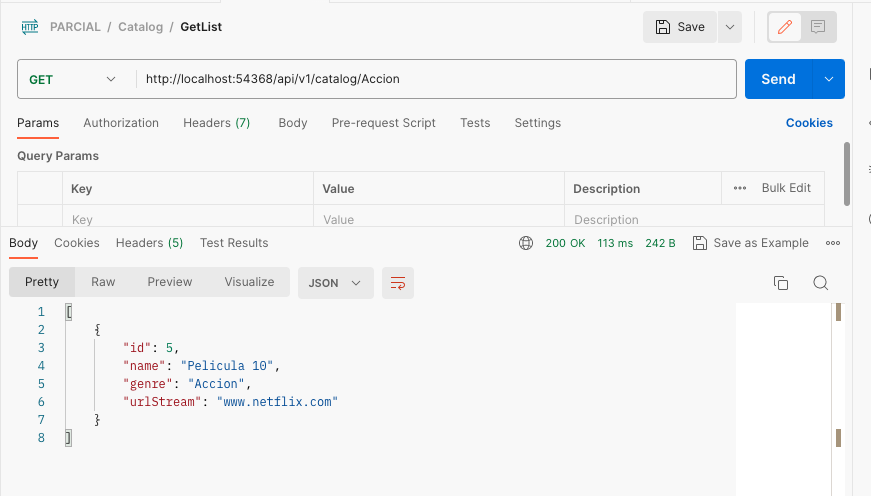 HTTP PARCIAL / Catalog / GetList Save
GET http://localhost:54368/api/v1/catalog/Accion Send
Params Authorization Headers (7) Body Pre-request Script Tests Settings Cookies
Query Params
Key Value Description Bulk Edit
Key Value Description
Body Cookies Headers (5) Test Results 200 OK 113 ms 242 B Save as Example
Pretty Raw Preview Visualize JSON
1 [
2 {
3 "id": 5,
4 "name": "Pelicula 10",
5 "genre": "Accion",
6 "urlStream": "www.netflix.com"
7 }
8 ]